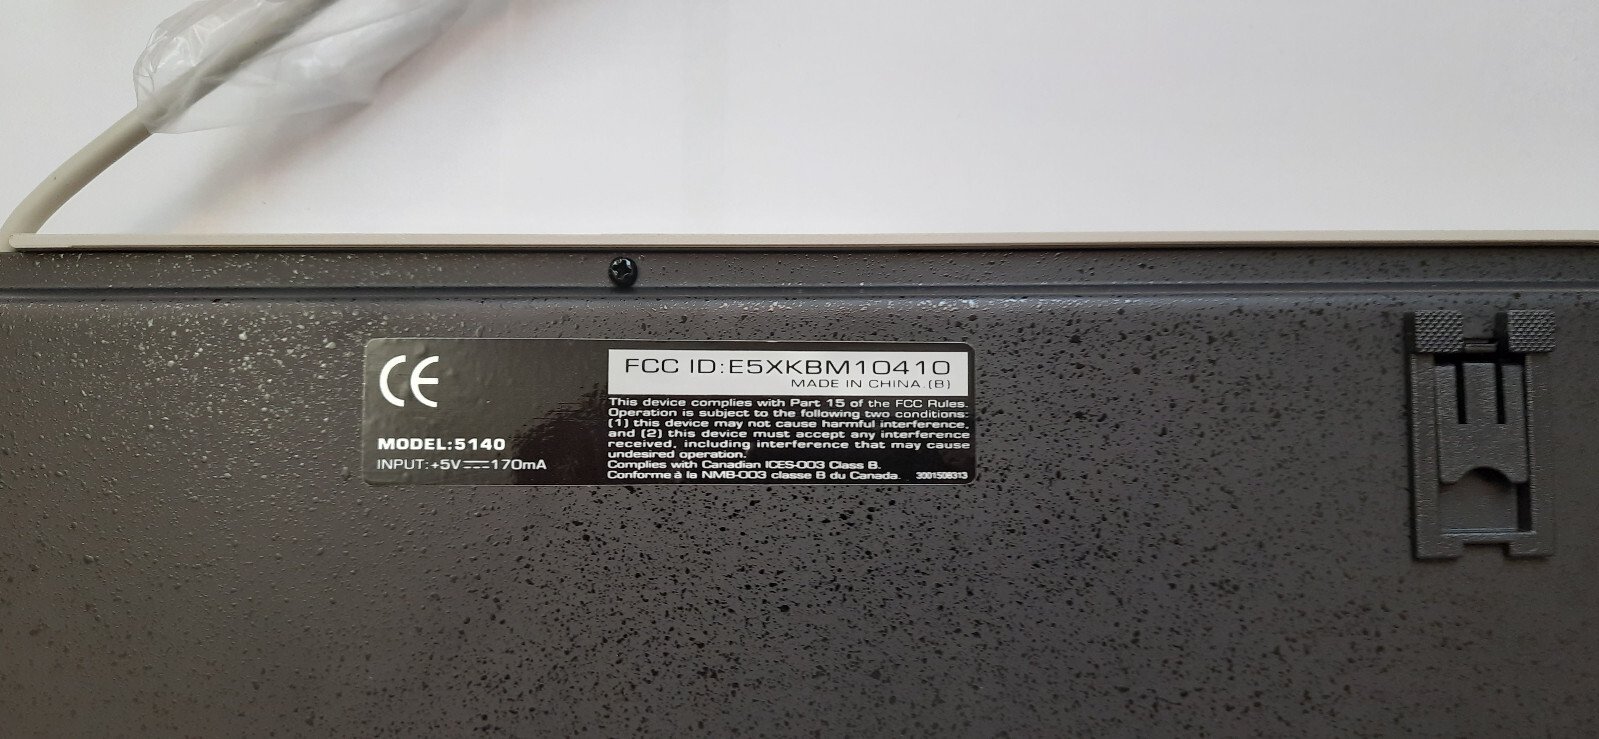 CE
MODEL:5140
INPUT:+5V⎓170mA
FCC ID:E5XKBM10410
MADE IN CHINA.(B)
This device complies with Part 15 of the FCC Rules.
Operation is subject to the following two conditions:
(1) this device may not cause harmful interference,
and (2) this device must accept any interference
received, including interference that may cause
undesired operation.
Complies with Canadian ICES-003 Class B.
Conforme à la NMB-003 classe B du Canada. 3001508313